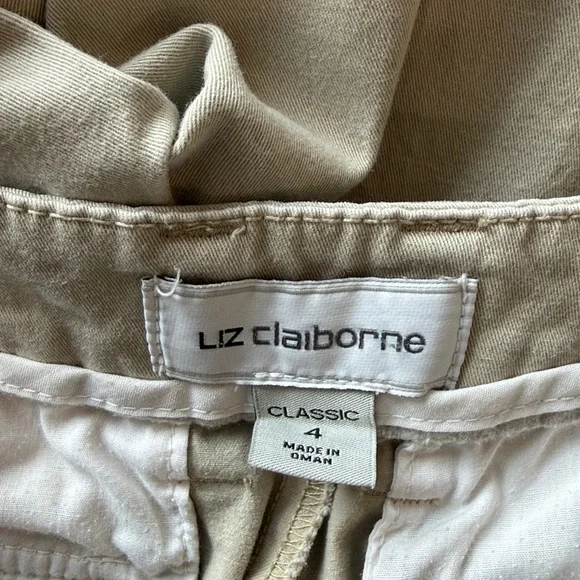 LIZ claiborne
CLASSIC
4
MADE IN
OMAN